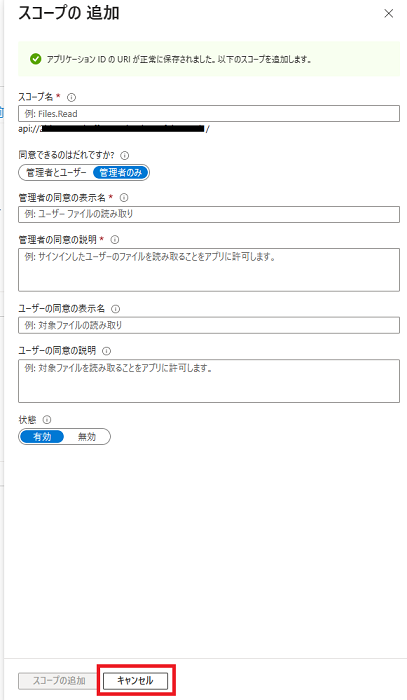 スコープの 追加
アプリケーション ID の URI が正常に保存されました。以下のスコープを追加します。
スコープ名 *
例: Files.Read
api://2 /
同意できるのはだれですか?
管理者とユーザー 管理者のみ
管理者の同意の表示名 *
例: ユーザー ファイルの読み取り
管理者の同意の説明 *
例: サインインしたユーザーのファイルを読み取ることをアプリに許可します。
ユーザーの同意の表示名
例: 対象ファイルの読み取り
ユーザーの同意の説明
例: 対象ファイルを読み取ることをアプリに許可します。
状態
有効 無効
スコープの追加 キャンセル